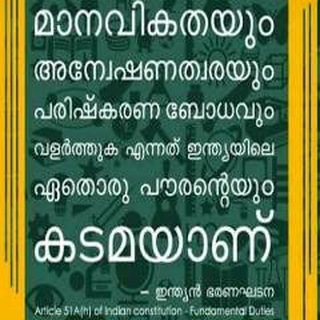 മാനവികതയും
അന്വേഷണത്വരയും
പരിഷ്കരണ ബോധവും
വളർത്തുക എന്നത് ഇന്ത്യയിലെ
ഏതൊരു പൗരന്റെയും
കടമയാണ്
– ഇന്ത്യൻ ഭരണഘടന
Article 51A(h) of Indian constitution - Fundamental Duties